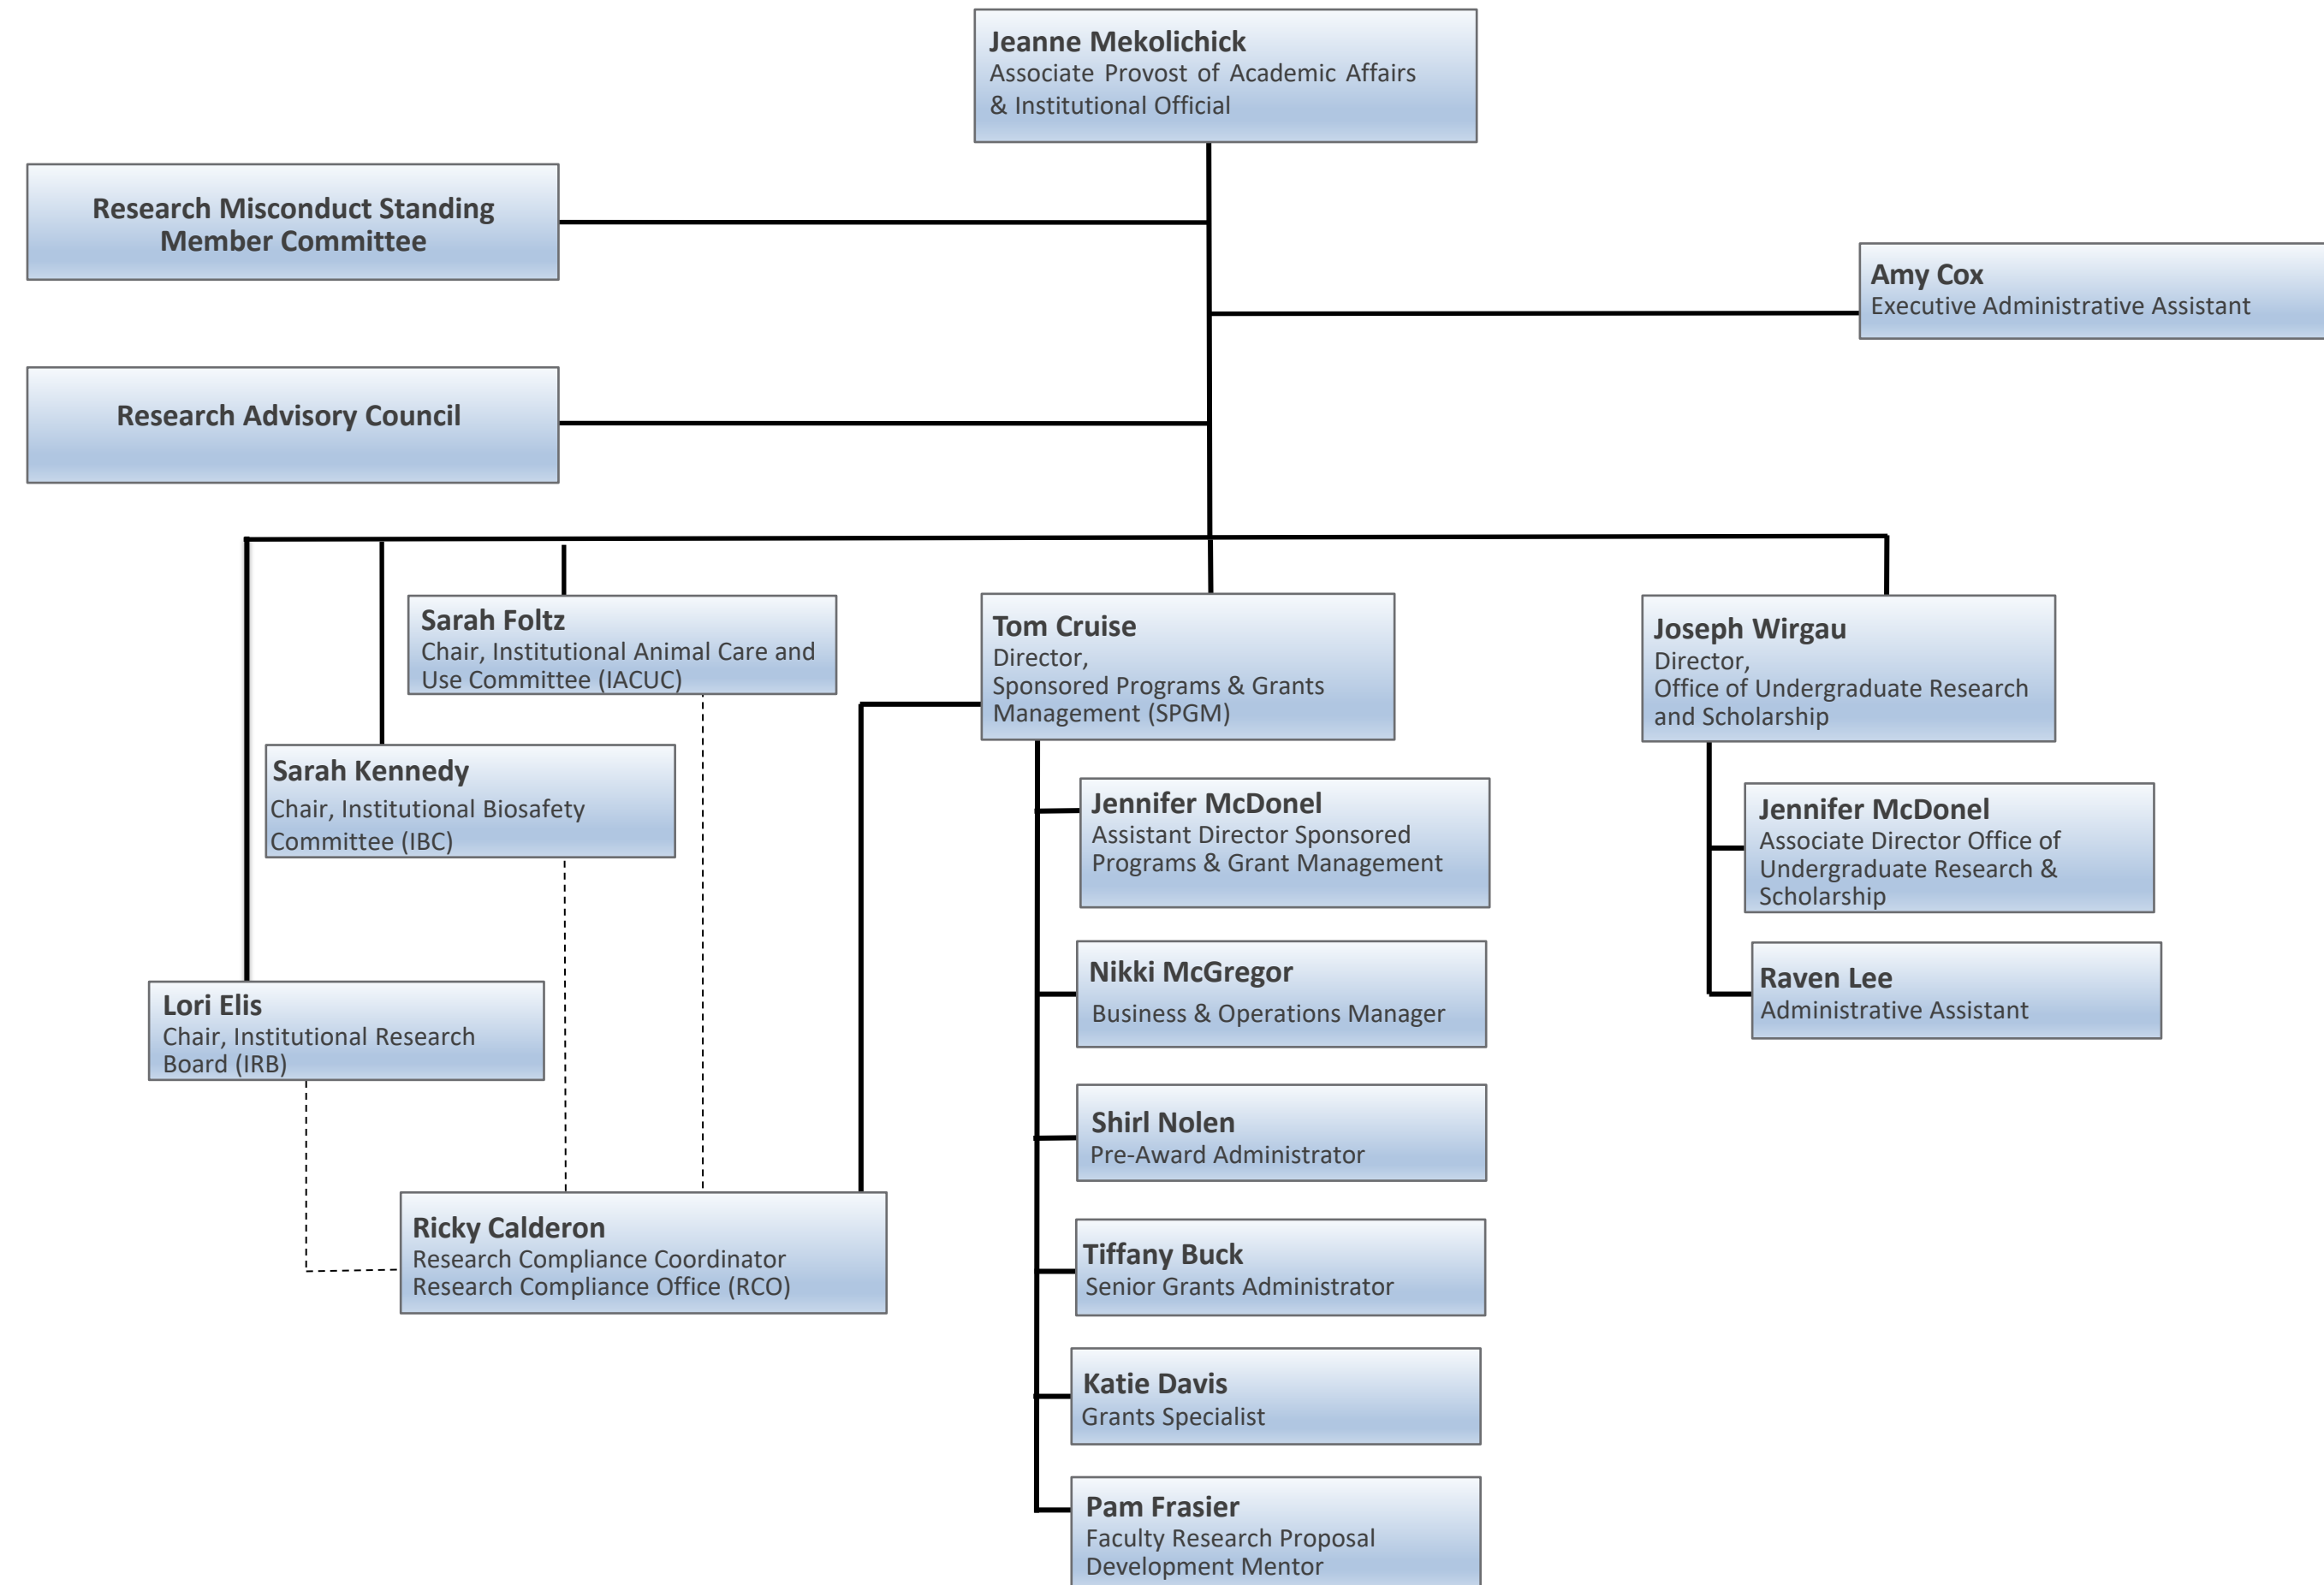 Jeanne Mekolichick
Associate Provost of Academic Affairs
& Institutional Official
Research Misconduct Standing
Member Committee
Amy Cox
Executive Administrative Assistant
Research Advisory Council
Sarah Foltz
Chair, Institutional Animal Care and
Use Committee (IACUC)
Sarah Kennedy
Chair, Institutional Biosafety
Committee (IBC)
Lori Elis
Chair, Institutional Research
Board (IRB)
Ricky Calderon
Research Compliance Coordinator
Research Compliance Office (RCO)
Tom Cruise
Director,
Sponsored Programs & Grants
Management (SPGM)
Jennifer McDonel
Assistant Director Sponsored
Programs & Grant Management
Nikki McGregor
Business & Operations Manager
Shirl Nolen
Pre-Award Administrator
Tiffany Buck
Senior Grants Administrator
Katie Davis
Grants Specialist
Pam Frasier
Faculty Research Proposal
Development Mentor
Joseph Wirgau
Director,
Office of Undergraduate Research
and Scholarship
Jennifer McDonel
Associate Director Office of
Undergraduate Research &
Scholarship
Raven Lee
Administrative Assistant